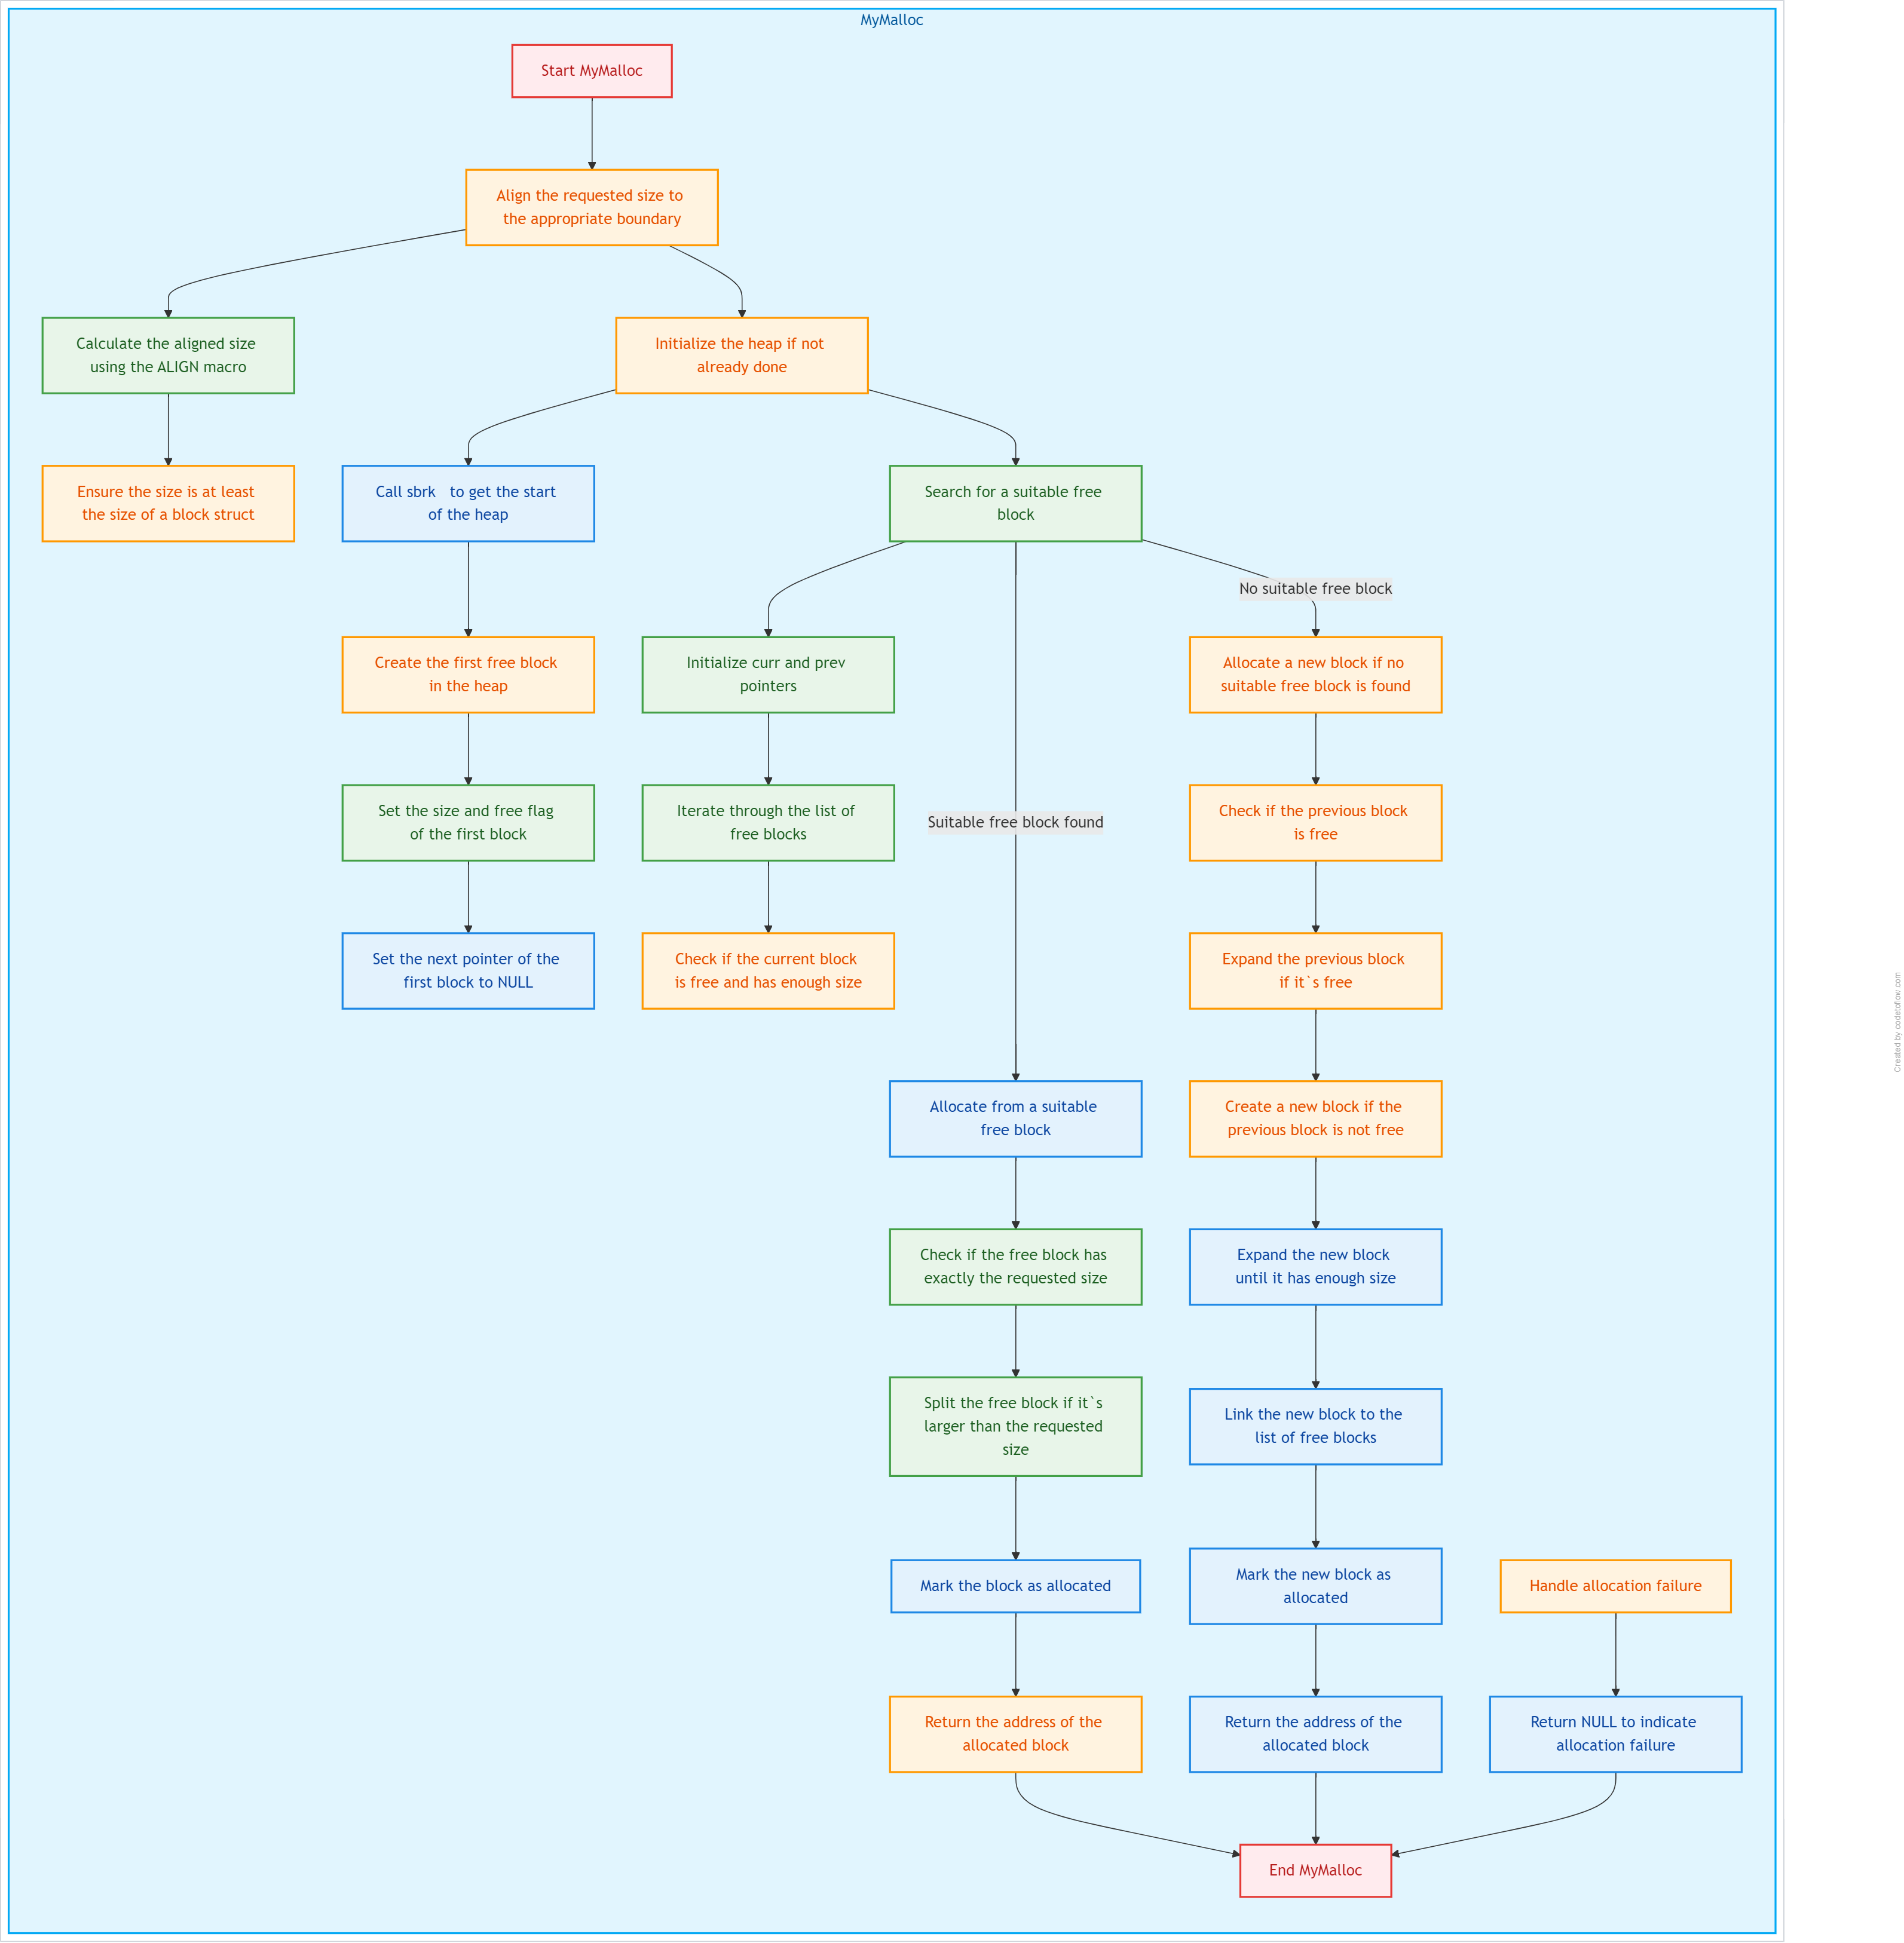 MyMalloc
Start MyMalloc
Align the requested size to
the appropriate boundary
Calculate the aligned size
using the ALIGN macro
Initialize the heap if not
already done
Ensure the size is at least
the size of a block struct
Call sbrk to get the start
of the heap
Search for a suitable free
block
No suitable free block
Create the first free block
in the heap
Initialize curr and prev
pointers
Allocate a new block if no
suitable free block is found
Set the size and free flag
of the first block
Iterate through the list of
free blocks
Suitable free block found
Check if the previous block
is free
Set the next pointer of the
first block to NULL
Check if the current block
is free and has enough size
Expand the previous block
if it`s free
Allocate from a suitable
free block
Create a new block if the
previous block is not free
Check if the free block has
exactly the requested size
Expand the new block
until it has enough size
Split the free block if it`s
larger than the requested
size
Link the new block to the
list of free blocks
Mark the block as allocated
Mark the new block as
allocated
Handle allocation failure
Return the address of the
allocated block
Return the address of the
allocated block
Return NULL to indicate
allocation failure
End MyMalloc
Created by codetoflow.com